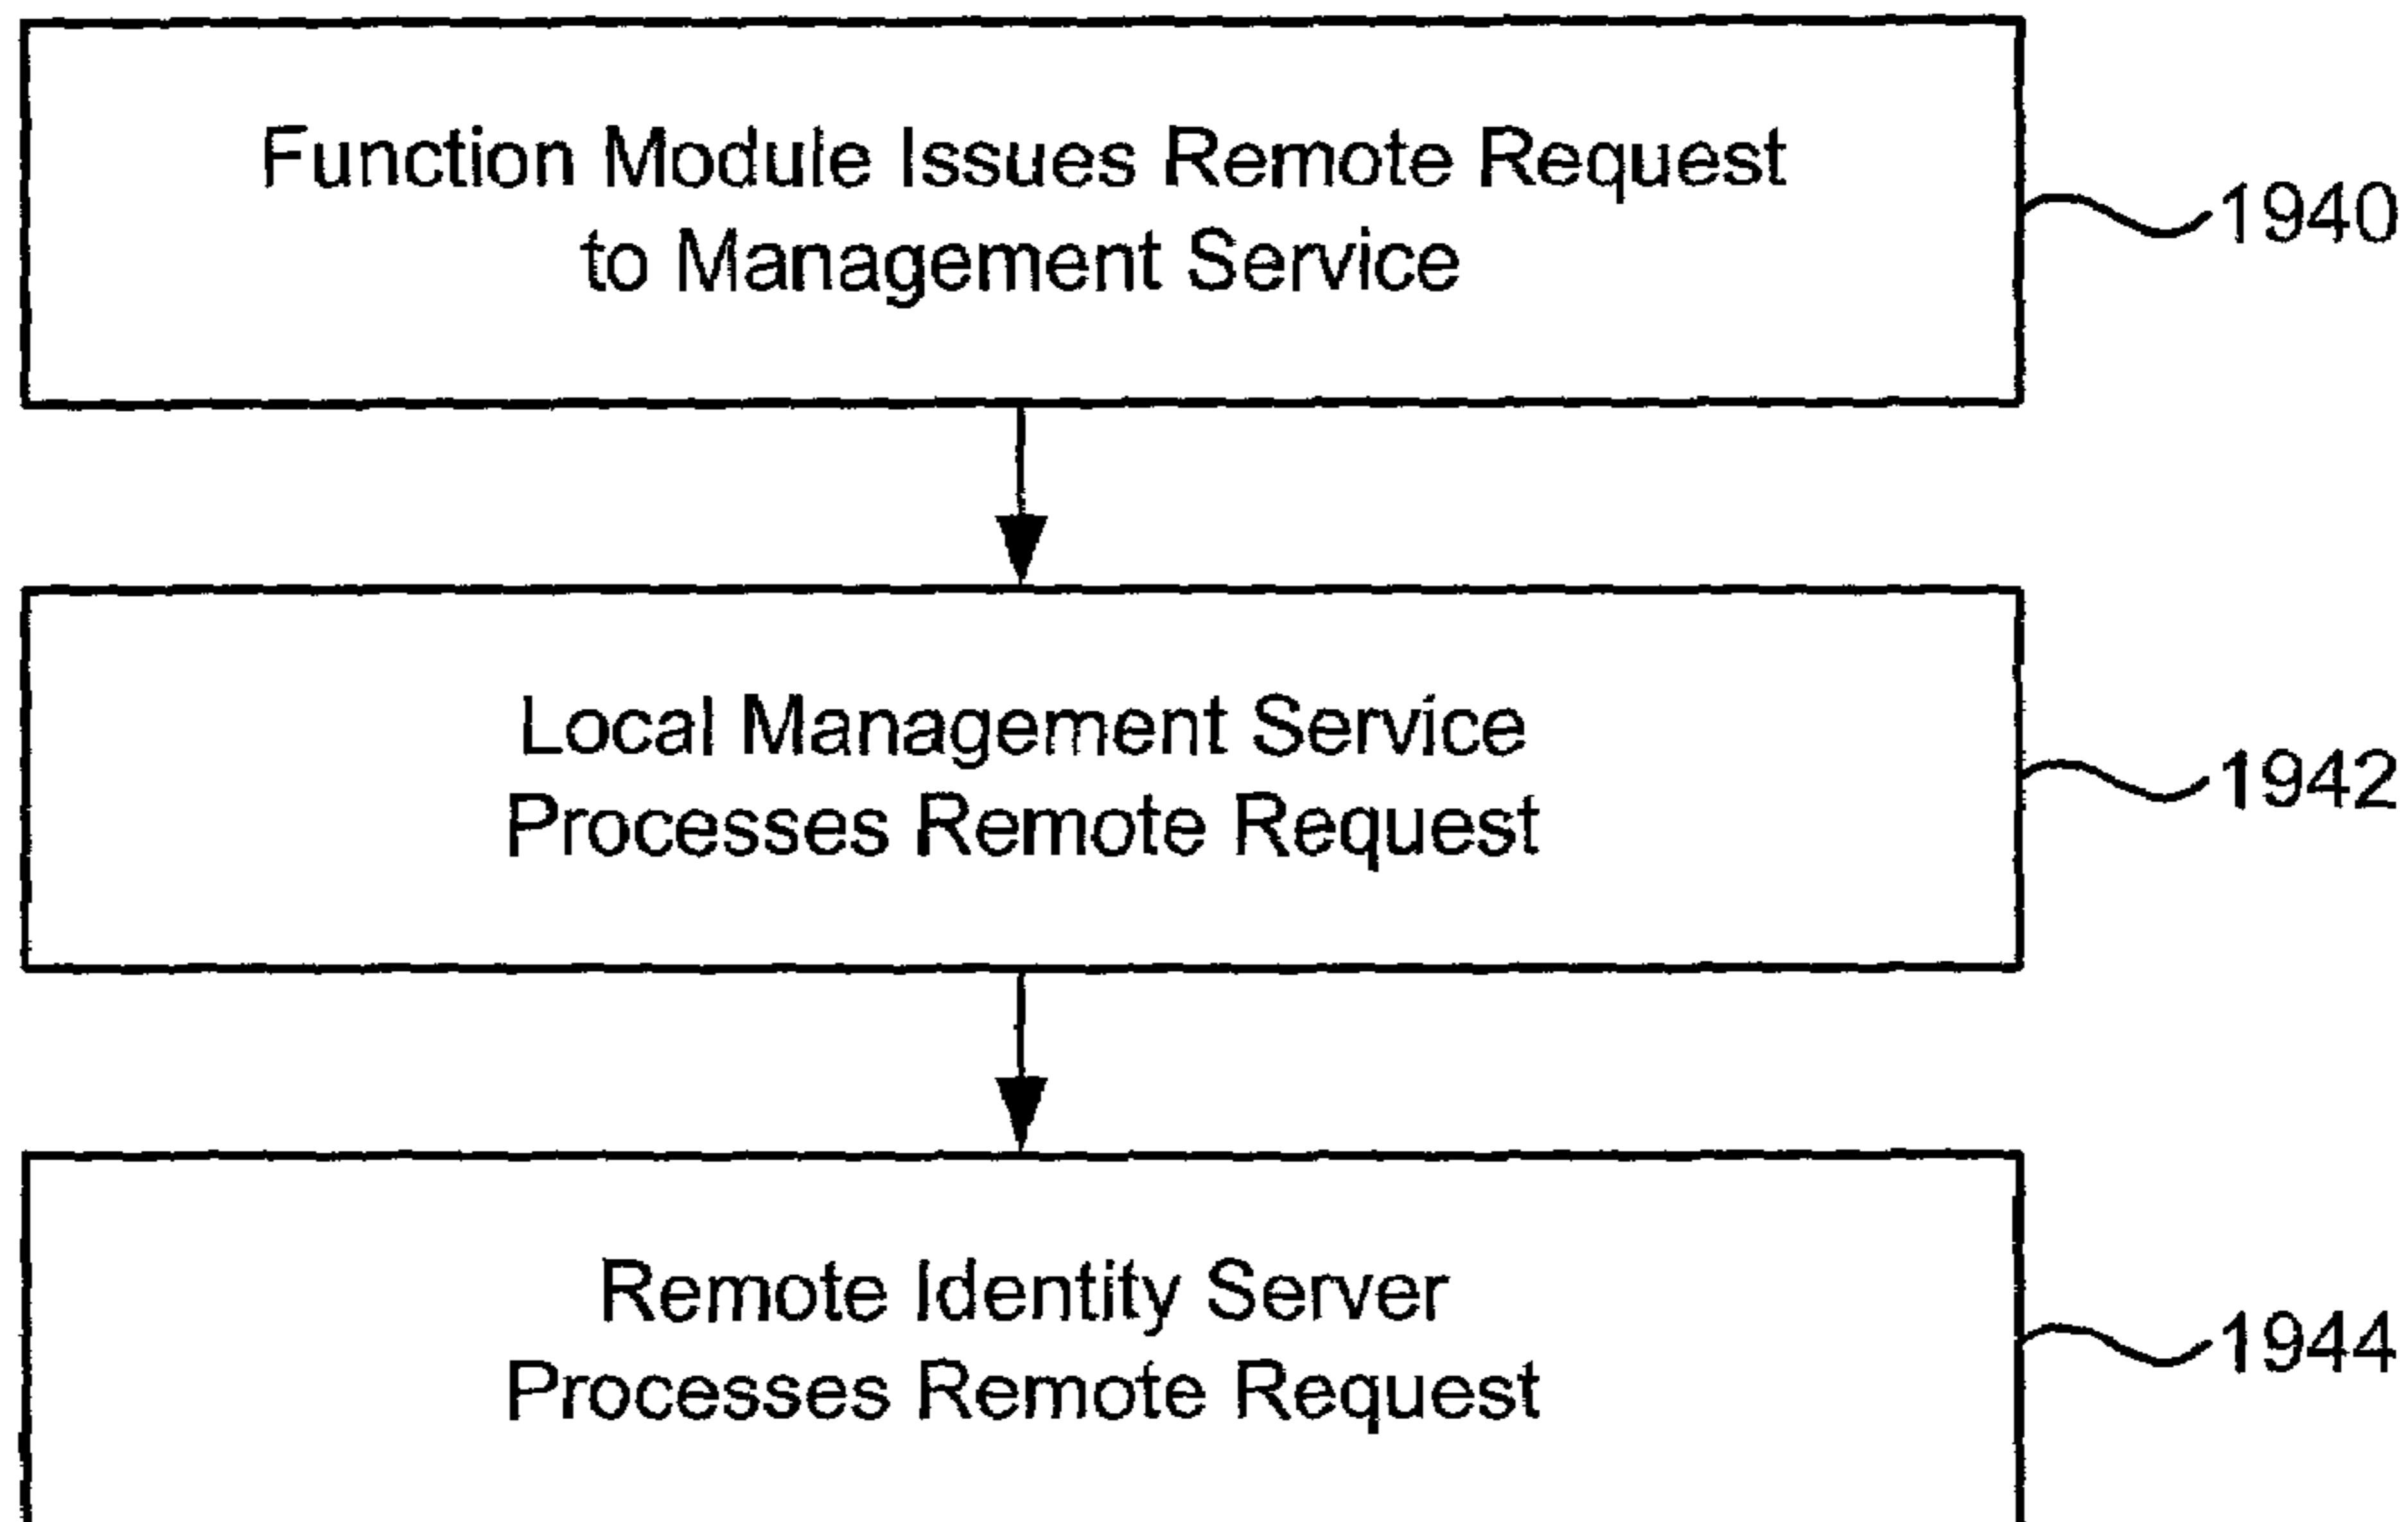 Function Module Issues Remote Request
to Management Service
1940
Local Management Service
Processes Remote Request
1942
Remote Identity Server
Processes Remote Request
1944